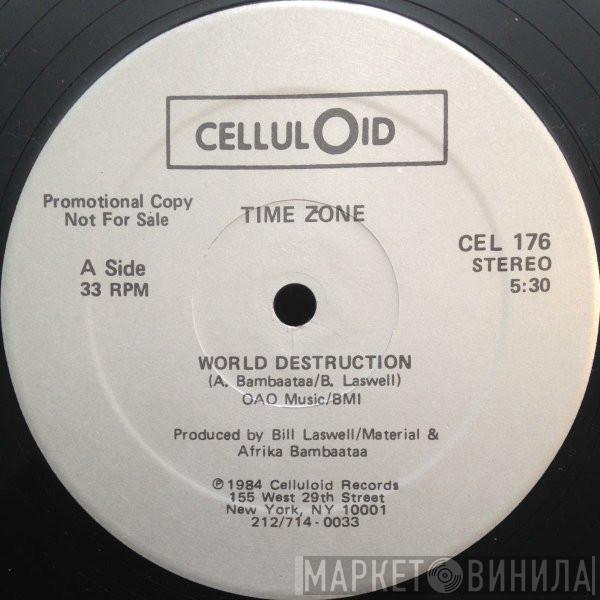 CELLULOID
Promotional Copy
Not For Sale
TIME ZONE
CEL 176
STEREO
5:30
A Side
33 RPM
WORLD DESTRUCTION
(A. Bambaataa/B. Laswell)
OAO Music/BMI
Produced by Bill Laswell/Material &
Afrika Bambaataa
℗ 1984 Celluloid Records
155 West 29th Street
New York, NY 10001
212/714-0033
МАРКЕТ ВИНИЛА